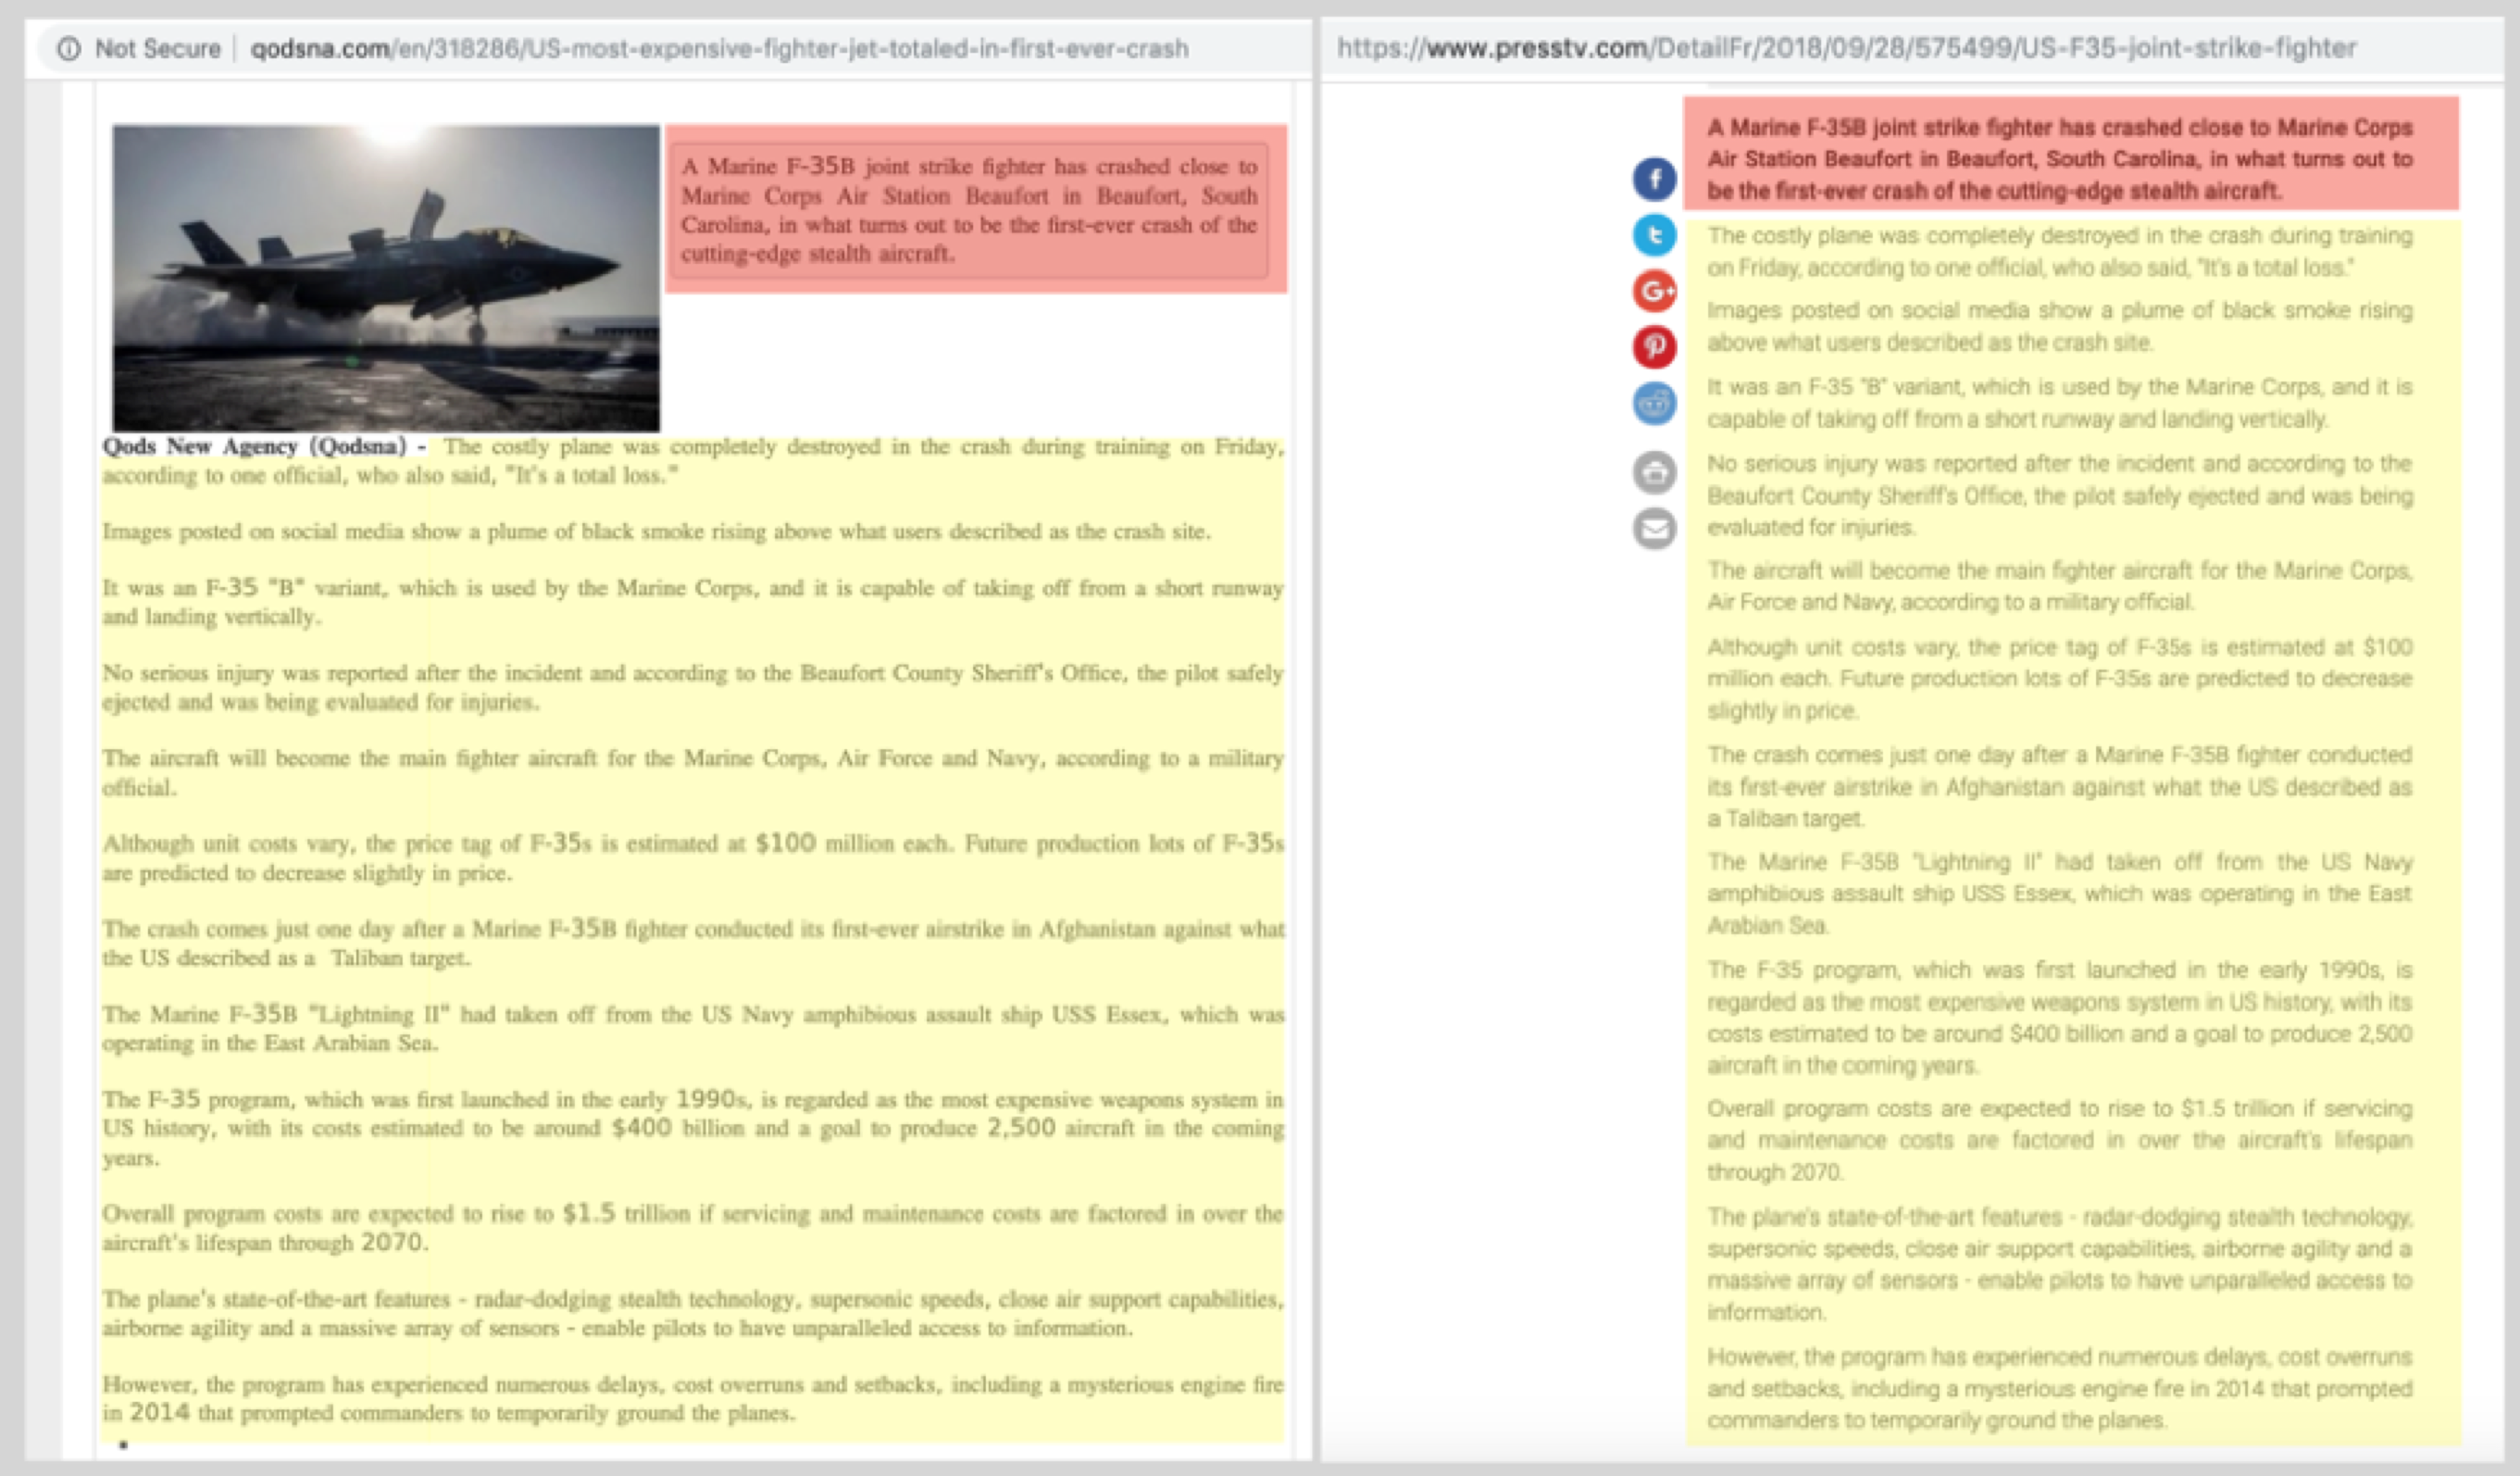 Not Secure | qodsna.com/en/318286/US-most-expensive-fighter-jet-totaled-in-first-ever-crash
A Marine F-35B joint strike fighter has crashed close to
Marine Corps Air Station Beaufort in Beaufort, South
Carolina, in what turns out to be the first-ever crash of the
cutting-edge stealth aircraft.
Qods New Agency (Qodsna) - The costly plane was completely destroyed in the crash during training on Friday,
according to one official, who also said, "It's a total loss."
Images posted on social media show a plume of black smoke rising above what users described as the crash site.
It was an F-35 "B" variant, which is used by the Marine Corps, and it is capable of taking off from a short runway
and landing vertically.
No serious injury was reported after the incident and according to the Beaufort County Sheriff's Office, the pilot safely
ejected and was being evaluated for injuries.
The aircraft will become the main fighter aircraft for the Marine Corps, Air Force and Navy, according to a military
official.
Although unit costs vary, the price tag of F-35s is estimated at $100 million each. Future production lots of F-35s
are predicted to decrease slightly in price.
The crash comes just one day after a Marine F-35B fighter conducted its first-ever airstrike in Afghanistan against what
the US described as a Taliban target.
The Marine F-35B "Lightning II" had taken off from the US Navy amphibious assault ship USS Essex, which was
operating in the East Arabian Sea.
The F-35 program, which was first launched in the early 1990s, is regarded as the most expensive weapons system in
US history, with its costs estimated to be around $400 billion and a goal to produce 2,500 aircraft in the coming
years.
Overall program costs are expected to rise to $1.5 trillion if servicing and maintenance costs are factored in over the
aircraft's lifespan through 2070.
The plane's state-of-the-art features - radar-dodging stealth technology, supersonic speeds, close air support capabilities,
airborne agility and a massive array of sensors - enable pilots to have unparalleled access to information.
However, the program has experienced numerous delays, cost overruns and setbacks, including a mysterious engine fire
in 2014 that prompted commanders to temporarily ground the planes.
https://www.presstv.com/DetailFr/2018/09/28/575499/US-F35-joint-strike-fighter
A Marine F-35B joint strike fighter has crashed close to Marine Corps
Air Station Beaufort in Beaufort, South Carolina, in what turns out to
be the first-ever crash of the cutting-edge stealth aircraft.
The costly plane was completely destroyed in the crash during training
on Friday, according to one official, who also said, "It's a total loss."
Images posted on social media show a plume of black smoke rising
above what users described as the crash site.
It was an F-35 "B" variant, which is used by the Marine Corps, and it is
capable of taking off from a short runway and landing vertically.
No serious injury was reported after the incident and according to the
Beaufort County Sheriff's Office, the pilot safely ejected and was being
evaluated for injuries.
The aircraft will become the main fighter aircraft for the Marine Corps,
Air Force and Navy, according to a military official.
Although unit costs vary, the price tag of F-35s is estimated at $100
million each. Future production lots of F-35s are predicted to decrease
slightly in price.
The crash comes just one day after a Marine F-35B fighter conducted
its first-ever airstrike in Afghanistan against what the US described as
a Taliban target.
The Marine F-35B "Lightning II" had taken off from the US Navy
amphibious assault ship USS Essex, which was operating in the East
Arabian Sea.
The F-35 program, which was first launched in the early 1990s, is
regarded as the most expensive weapons system in US history, with its
costs estimated to be around $400 billion and a goal to produce 2,500
aircraft in the coming years.
Overall program costs are expected to rise to $1.5 trillion if servicing
and maintenance costs are factored in over the aircraft's lifespan
through 2070.
The plane's state-of-the-art features - radar-dodging stealth technology,
supersonic speeds, close air support capabilities, airborne agility and a
massive array of sensors - enable pilots to have unparalleled access to
information.
However, the program has experienced numerous delays, cost overruns
and setbacks, including a mysterious engine fire in 2014 that prompted
commanders to temporarily ground the planes.